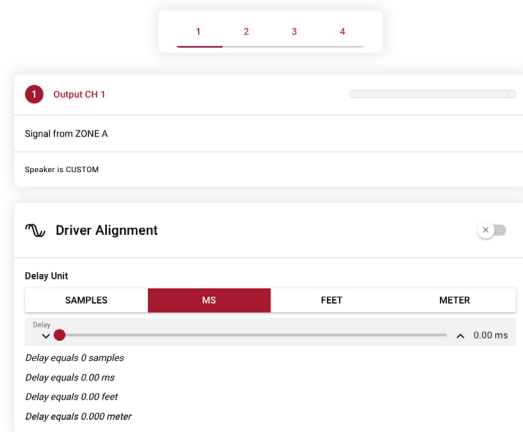 1 2 3 4
1 Output CH 1
Signal from ZONE A
Speaker is CUSTOM
Driver Alignment
Delay Unit
SAMPLES MS FEET METER
Delay
0.00 ms
Delay equals 0 samples
Delay equals 0.00 ms
Delay equals 0.00 feet
Delay equals 0.000 meter